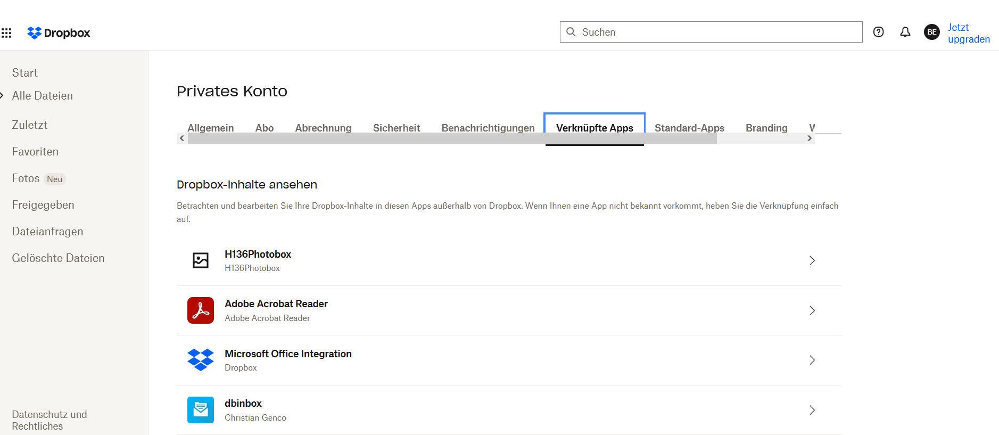 Dropbox
Suchen
BE
Jetzt
upgraden
Start
Alle Dateien
Zuletzt
Favoriten
Fotos Neu
Freigegeben
Dateianfragen
Gelöschte Dateien
Datenschutz und
Rechtliches
Privates Konto
Allgemein Abo Abrechnung Sicherheit Benachrichtigungen Verknüpfte Apps Standard-Apps Branding
Dropbox-Inhalte ansehen
Betrachten und bearbeiten Sie Ihre Dropbox-Inhalte in diesen Apps außerhalb von Dropbox. Wenn Ihnen eine App nicht bekannt vorkommt, heben Sie die Verknüpfung einfach
auf.
H136Photobox
H136Photobox
Adobe Acrobat Reader
Adobe Acrobat Reader
Microsoft Office Integration
Dropbox
dbinbox
Christian Genco